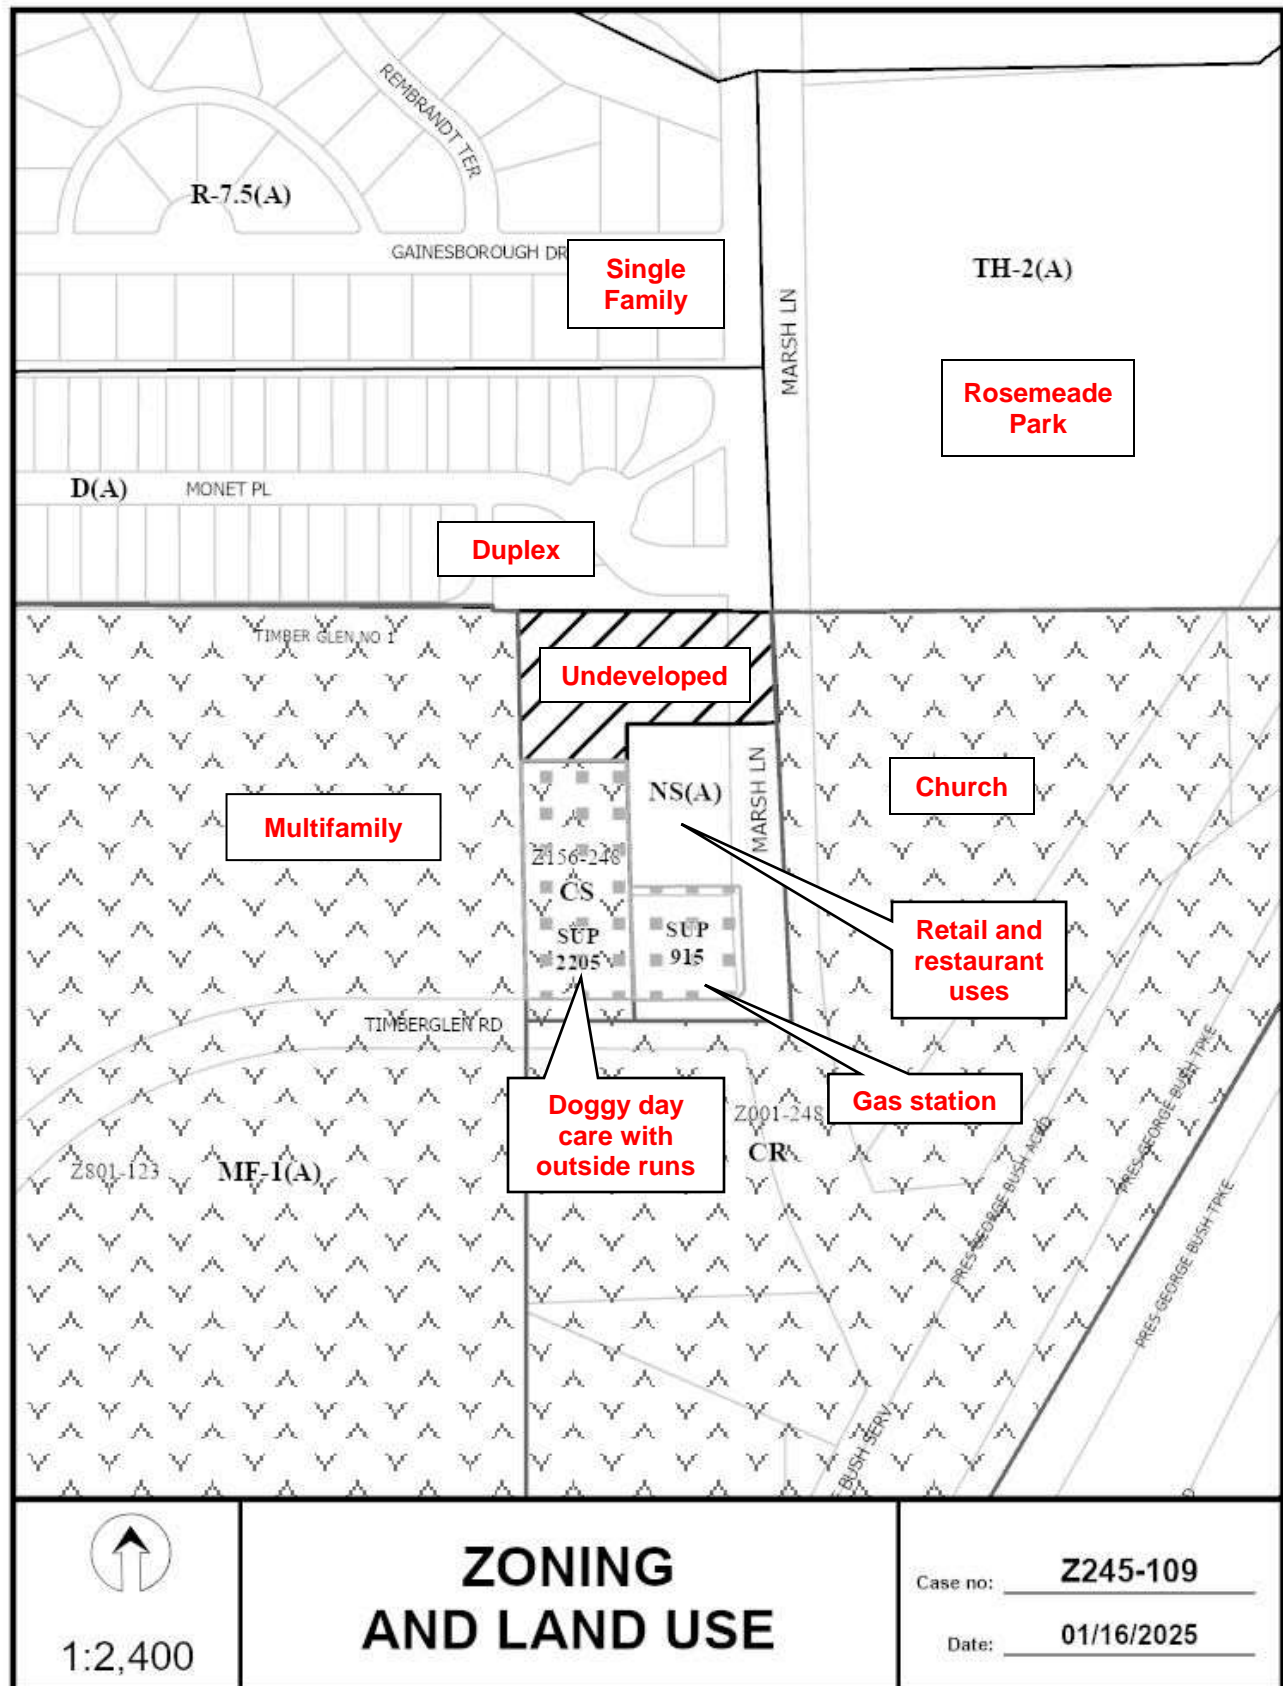 REMBRANDT TER
R-7.5(A)
GAINESBOROUGH DR
Single
Family
TH-2(A)
MARSH LN
Rosemeade
Park
D(A)
MONET PL
Duplex
TIMBER GLEN NO 1
Undeveloped
Multifamily
NS(A)
MARSH LN
Church
Z156-248
CS
SUP
2205
SUP
915
Retail and
restaurant
uses
TIMBERGLEN RD
Doggy day
care with
outside runs
Gas station
Z001-248
CR
Z801-123
MF-1(A)
PRES GEORGE BUSH ACRD
PRES GEORGE BUSH TPKE
PRES GEORGE BUSH TPKE
BUSH SERV
1:2,400
ZONING
AND LAND USE
Case no: Z245-109
Date: 01/16/2025